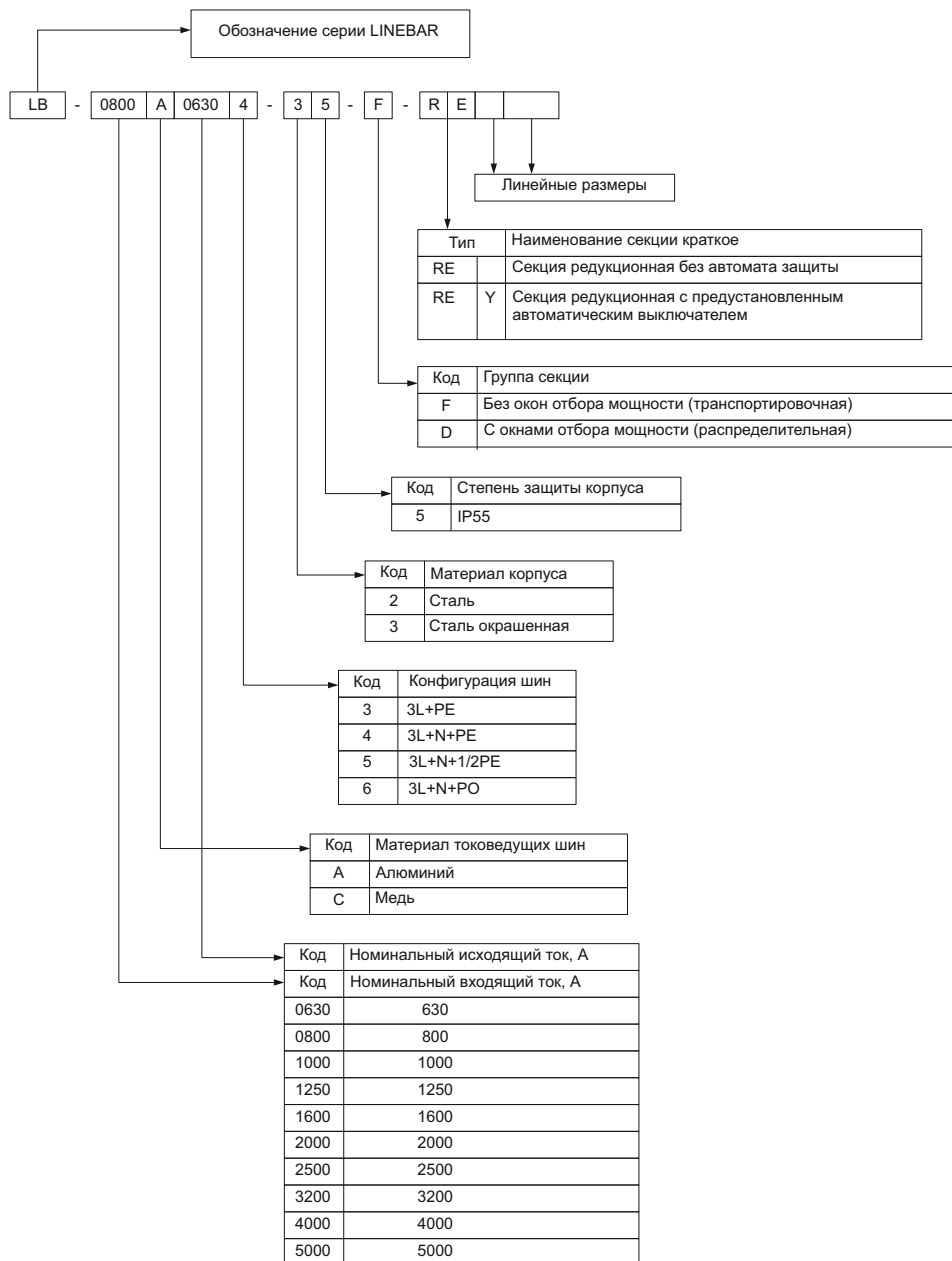 Обозначение серии LINEBAR
LB - 0800 A 0630 4 - 3 5 - F - R E
Линейные размеры
Тип Наименование секции краткое
RE Секция редукционная без автомата защиты
RE Y Секция редукционная с предустановленным
автоматическим выключателем
Код Группа секции
F Без окон отбора мощности (транспортировочная)
D С окнами отбора мощности (распределительная)
Код Степень защиты корпуса
5 IP55
Код Материал корпуса
2 Сталь
3 Сталь окрашенная
Код Конфигурация шин
3 3L+PE
4 3L+N+PE
5 3L+N+1/2PE
6 3L+N+PO
Код Материал токоведущих шин
A Алюминий
C Медь
Код Номинальный исходящий ток, А
Код Номинальный входящий ток, А
0630 630
0800 800
1000 1000
1250 1250
1600 1600
2000 2000
2500 2500
3200 3200
4000 4000
5000 5000